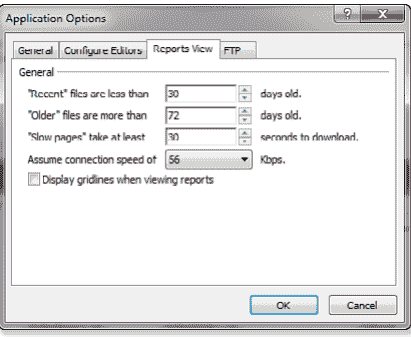 Application Options
General Configure Editors Reports View FTP
General
"Recent" files are less than 30 days old.
"Older" files are more than 72 days old.
"Slow pages" take at least 30 seconds to download.
Assume connection speed of 56 Kbps.
Display gridlines when viewing reports
OK Cancel